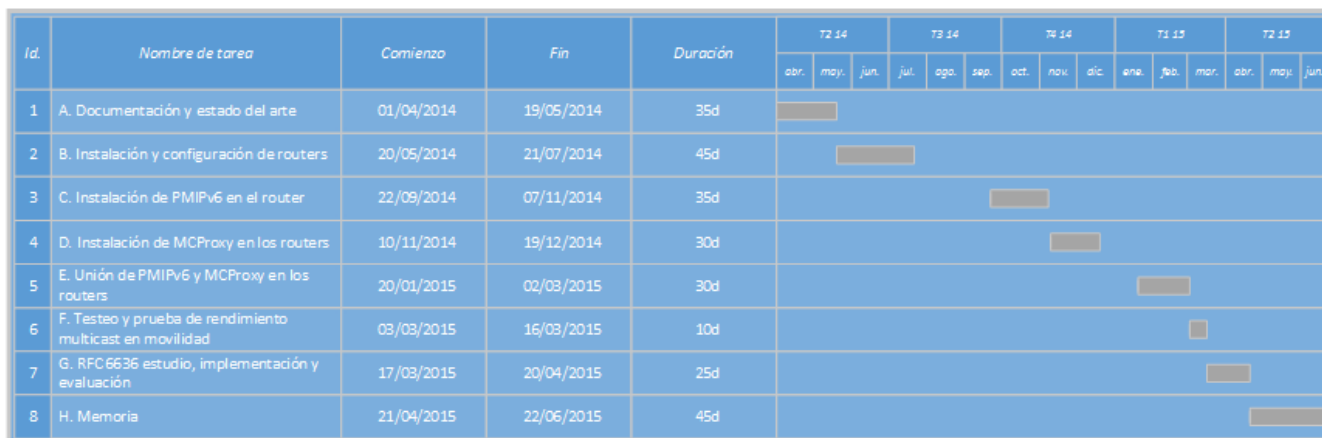 Id. Nombre de tarea Comienzo Fin Duración
T2 14 T3 14 T4 14 T1 15 T2 15
abr. may. jun. jul. ago. sep. oct. nov. dic. ene. feb. mar. abr. may. jun.
1 A. Documentación y estado del arte 01/04/2014 19/05/2014 35d
2 B. Instalación y configuración de routers 20/05/2014 21/07/2014 45d
3 C. Instalación de PMIPv6 en el router 22/09/2014 07/11/2014 35d
4 D. Instalación de MCProxy en los routers 10/11/2014 19/12/2014 30d
5 E. Unión de PMIPv6 y MCProxy en los
routers 20/01/2015 02/03/2015 30d
6 F. Testeo y prueba de rendimiento
multicast en movilidad 03/03/2015 16/03/2015 10d
7 G. RFC6636 estudio, implementación y
evaluación 17/03/2015 20/04/2015 25d
8 H. Memoria 21/04/2015 22/06/2015 45d